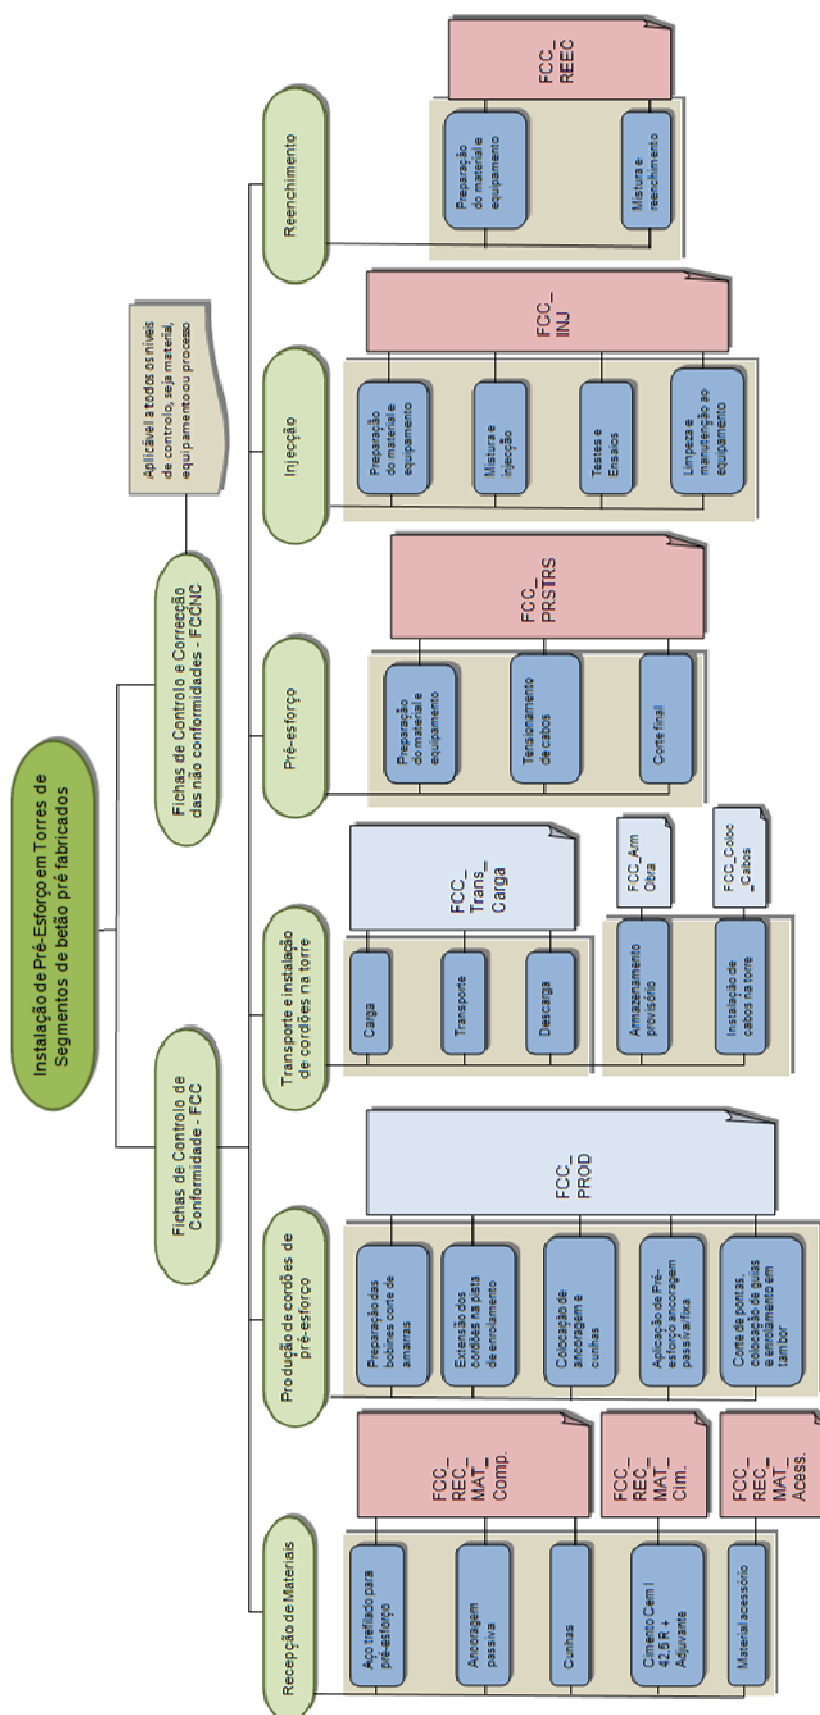 Instalação de Pré-Esforço em Torres de
Segmentos de betão pré fabricados
Fichas de Controlo de
Conformidade - FCC
Fichas de Controlo e Correcção
das não conformidades - FCCNC
Aplicável a todos os níveis
de controlo, seja material,
equipamento ou processo
Recepção de Materiais
Aço trefilado para
pré-esforço
Ancoragem
passiva
Cunhas
FCC_
REC_
MAT_
Comp.
Cimento Cem I
42,5 R +
Adjuvante
FCC_
REC_
MAT_
Cim.
Material acessório
FCC_
REC_
MAT_
Acess.
Produção de cordões de
pré-esforço
Preparação das
bobines corte de
amarras
Extensão dos
cordões na pista
de enrolamento
Colocação de
ancoragem e
cunhas
Aplocação de Pré-
esforço ancoragem
passiva/fixa
Corte de pontas,
colocação de guias
e enrolamento em
tambor
FCC_
PROD
Transporte e instalação
de cordões na torre
Carga
Transporte
Descarga
FCC_
Trans_
Carga
Armazenamento
provisório
FCC_Arm
Obra
Instalação de
cabos na torre
FCC_Coloc
_Cabos
Pré-esforço
Preparação
do material e
equipamento
Tensionamento
de cabos
Corte final
FCC_
PRSTRS
Injecção
Preparação
do material e
equipamento
Mistura e
injecção
Testes e
Ensaios
Limpeza e
manutenção ao
equipamento
FCC_
INJ
Reenchimento
Preparação
do material e
equipamento
Mistura e
reenchimento
FCC_
REEC